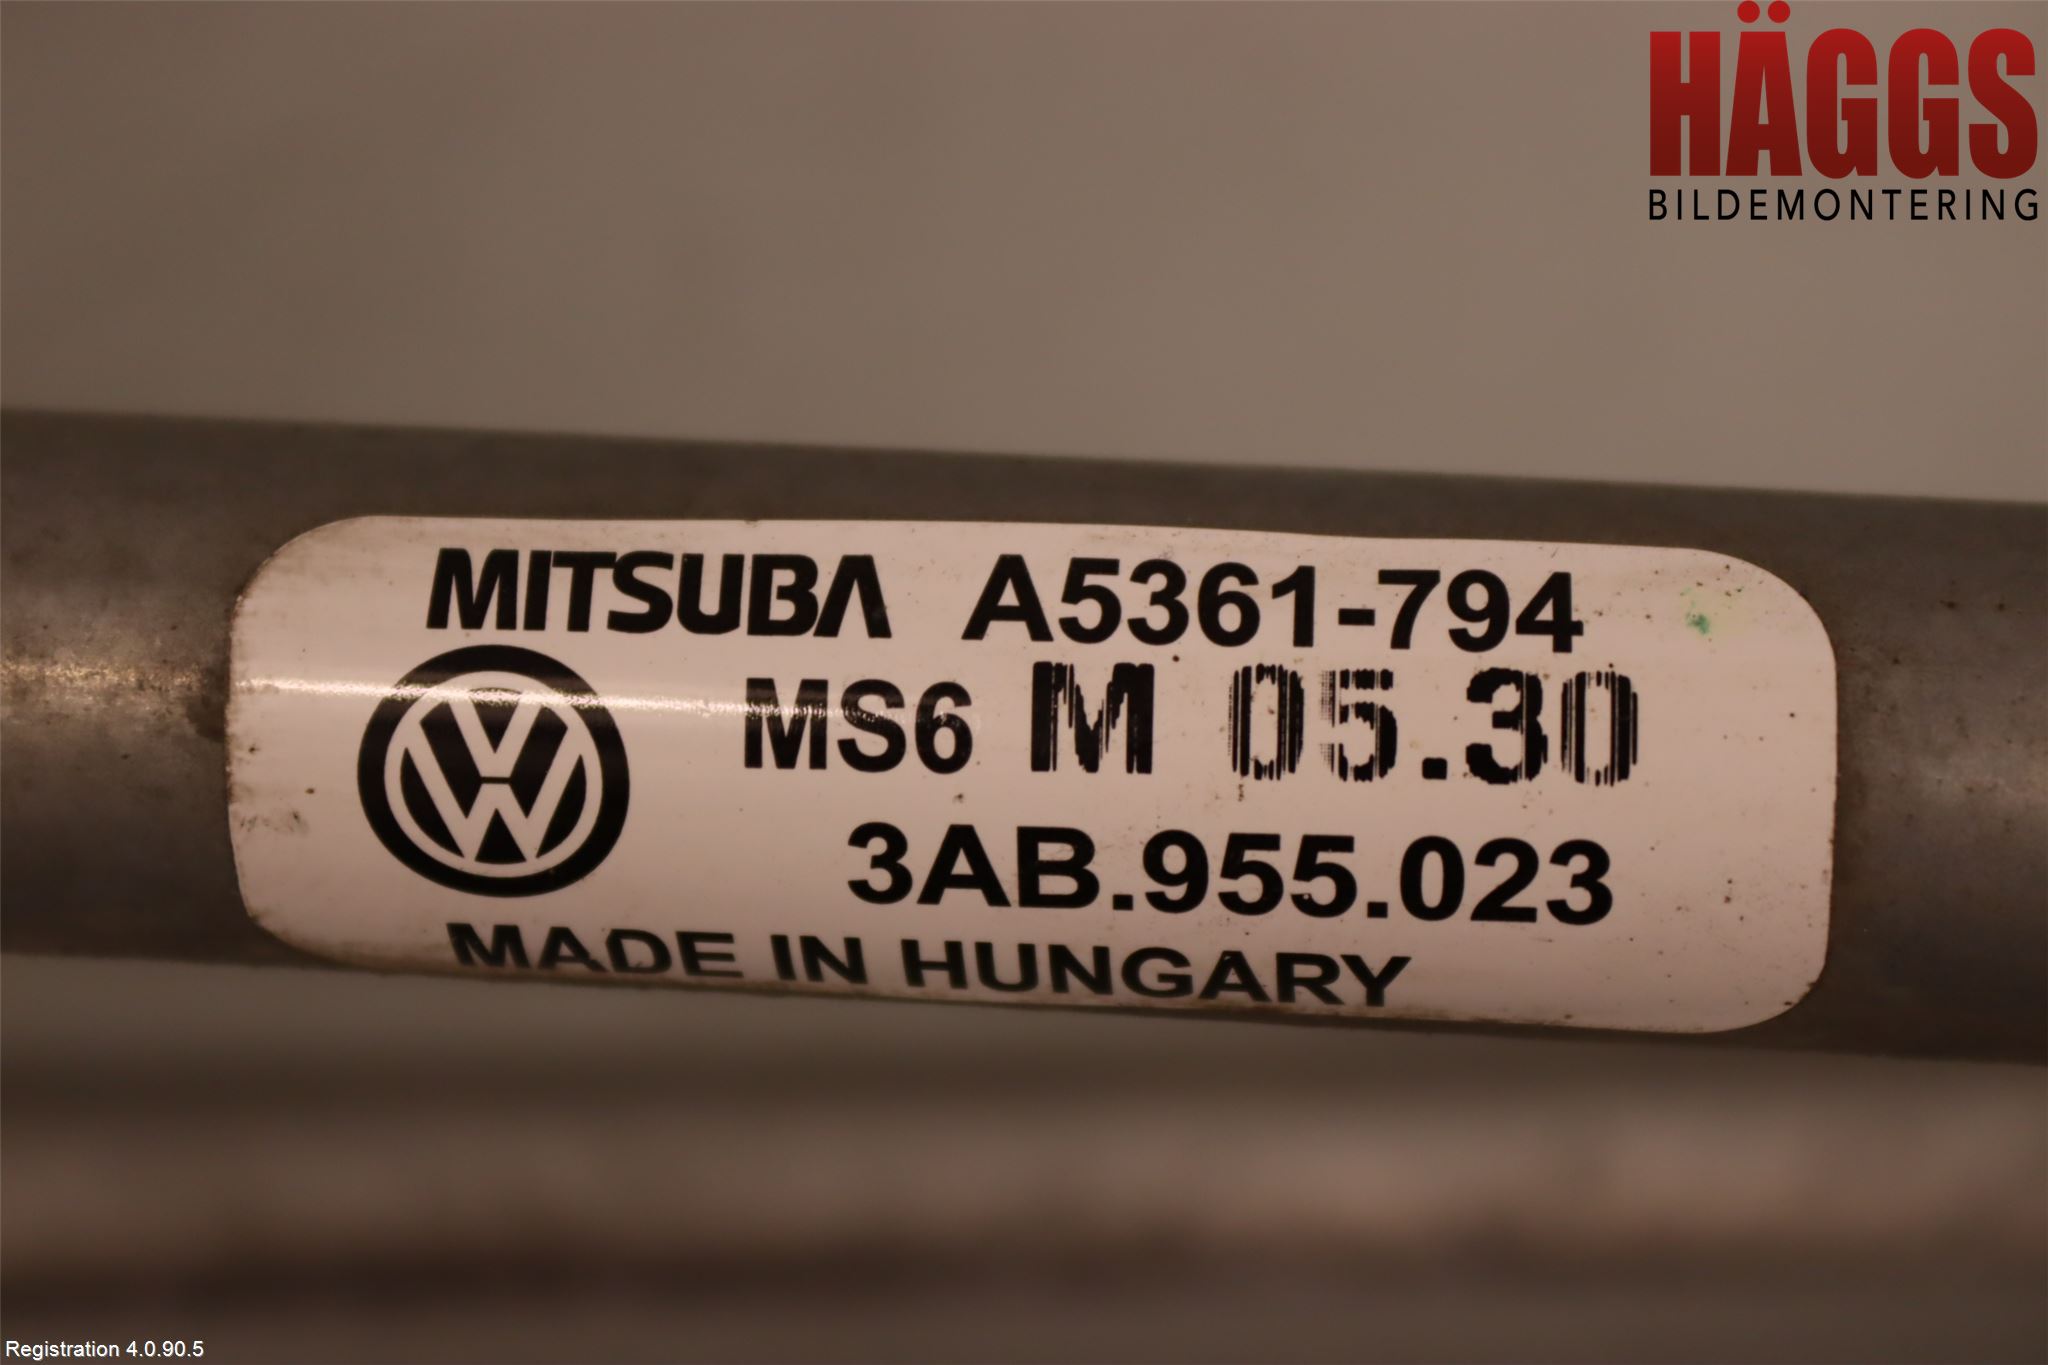 HÄGGS
BILDEMONTERING
MITSUBA A5361-794
MS6 M 05.30
3AB.955.023
MADE IN HUNGARY
Registration 4.0.90.5